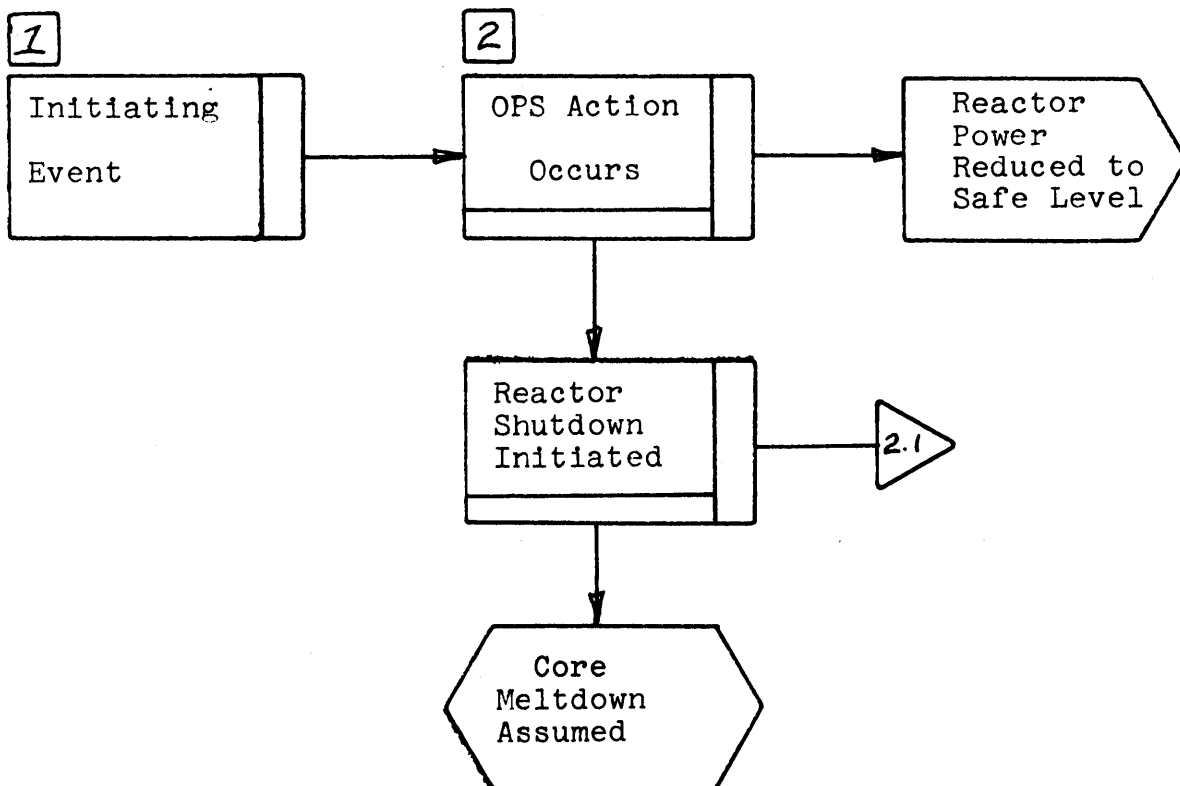 1
2
Initiating
Event
OPS Action
Occurs
Reactor
Power
Reduced to
Safe Level
Reactor
Shutdown
Initiated
2.1
Core
Meltdown
Assumed